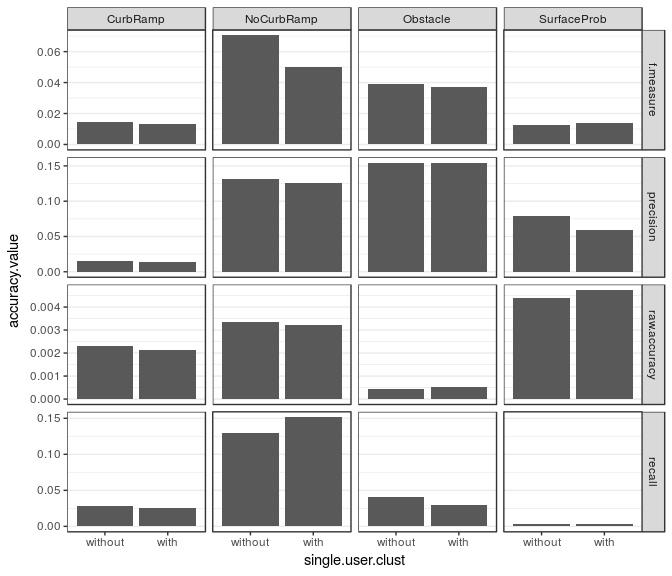 CurbRamp NoCurbRamp Obstacle SurfaceProb
0.06
0.04
0.02
0.00
f.measure
0.15
0.10
0.05
0.00
precision
0.004
0.003
0.002
0.001
0.000
raw.accuracy
0.15
0.10
0.05
0.00
recall
accuracy.value
without with without with without with without with
single.user.clust